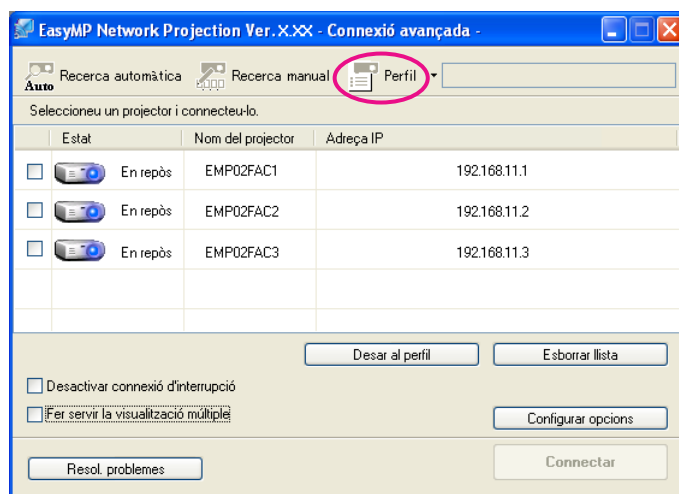 EasyMP Network Projection Ver.X.XX - Connexió avançada -
Auto Recerca automàtica Recerca manual Perfil
Seleccioneu un projector i connecteu-lo.
Estat Nom del projector Adreça IP
En repòs EMP02FAC1 192.168.11.1
En repòs EMP02FAC2 192.168.11.2
En repòs EMP02FAC3 192.168.11.3
Desar al perfil Esborrar llista
Desactivar connexió d'interrupció
Fer servir la visualització múltiple
Configurar opcions
Resol. problemes Connectar